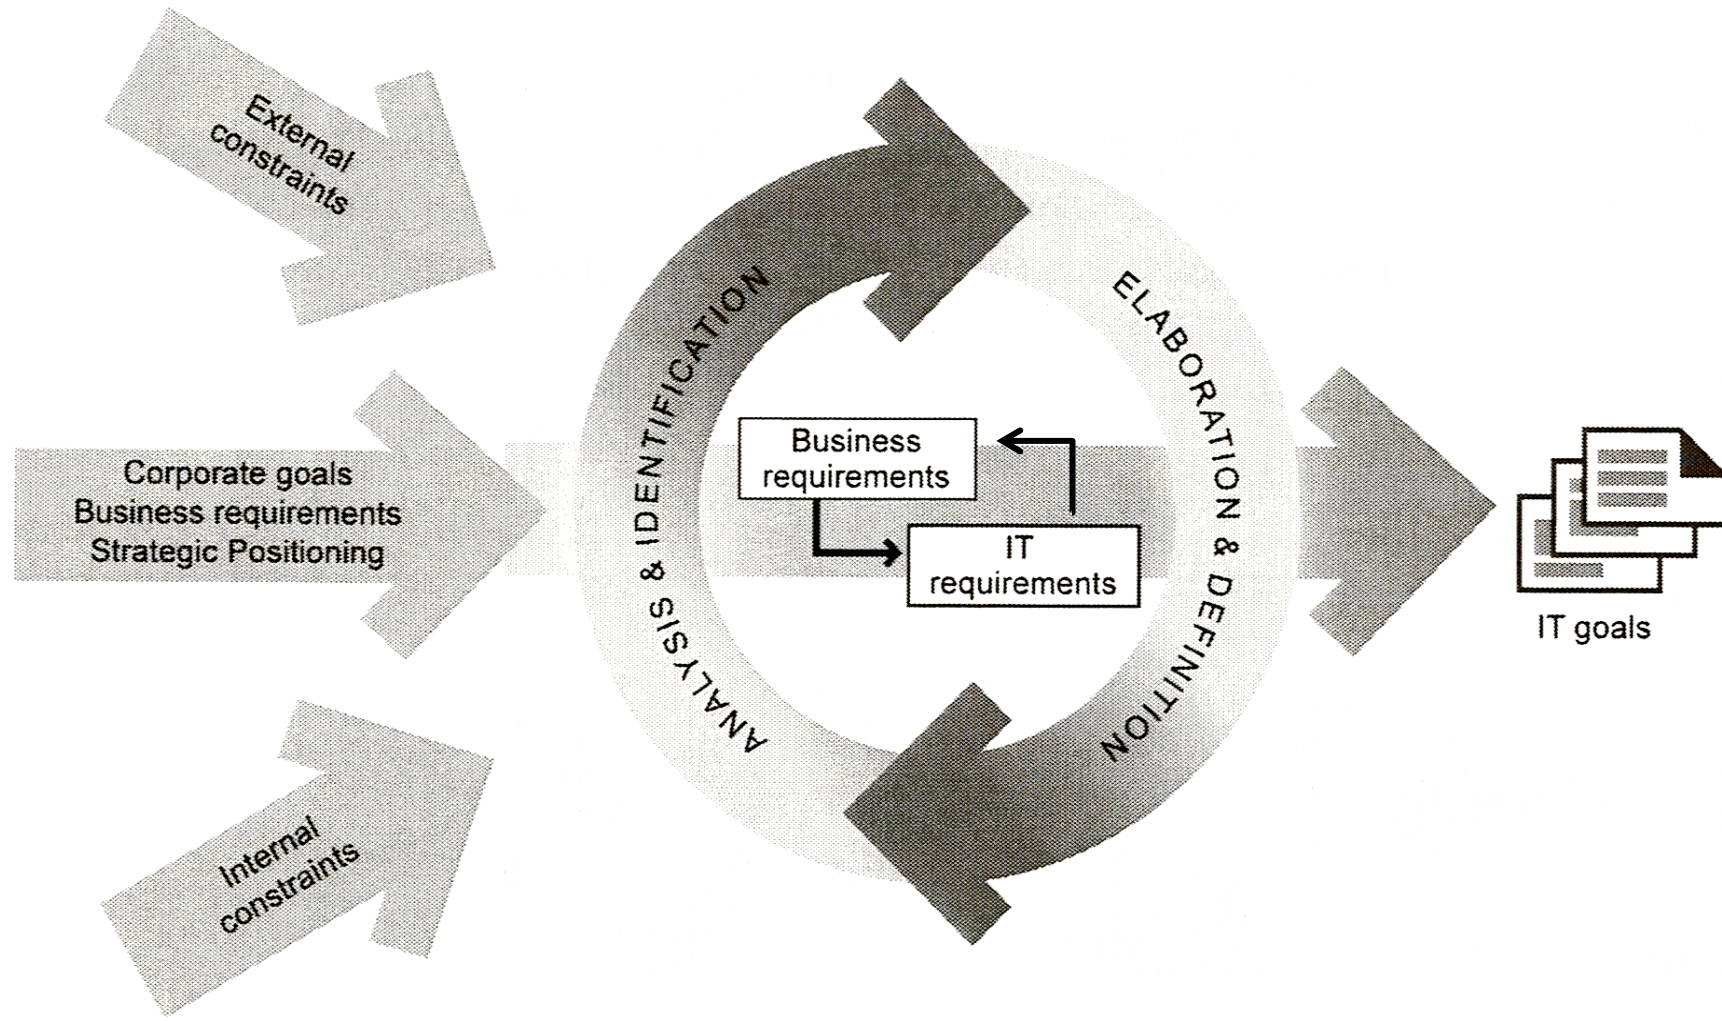 External
constraints
Corporate goals
Business requirements
Strategic Positioning
Internal
constraints
ANALYSIS & IDENTIFICATION
Business
requirements
IT
requirements
ELABORATION & DEFINITION
IT goals